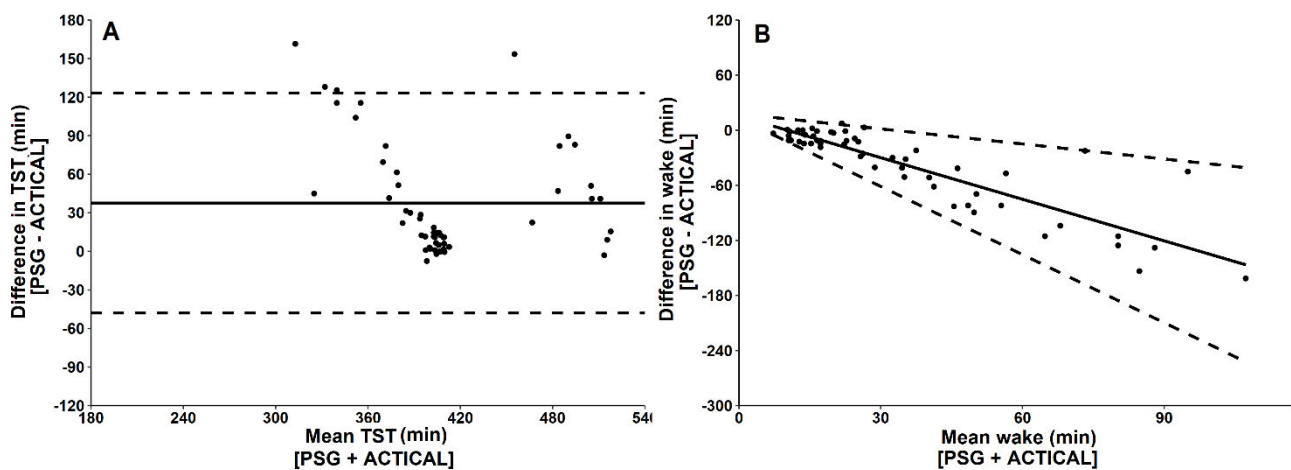 A
Difference in TST (min)
[PSG - ACTICAL]
180
150
120
90
60
30
0
-30
-60
-90
-120
180
240
300
360
420
540
Mean TST (min)
[PSG + ACTICAL]
B
Difference in wake (min)
[PSG - ACTICAL]
120
60
0
-60
-120
-180
-240
-300
0
30
60
90
Mean wake (min)
[PSG + ACTICAL]